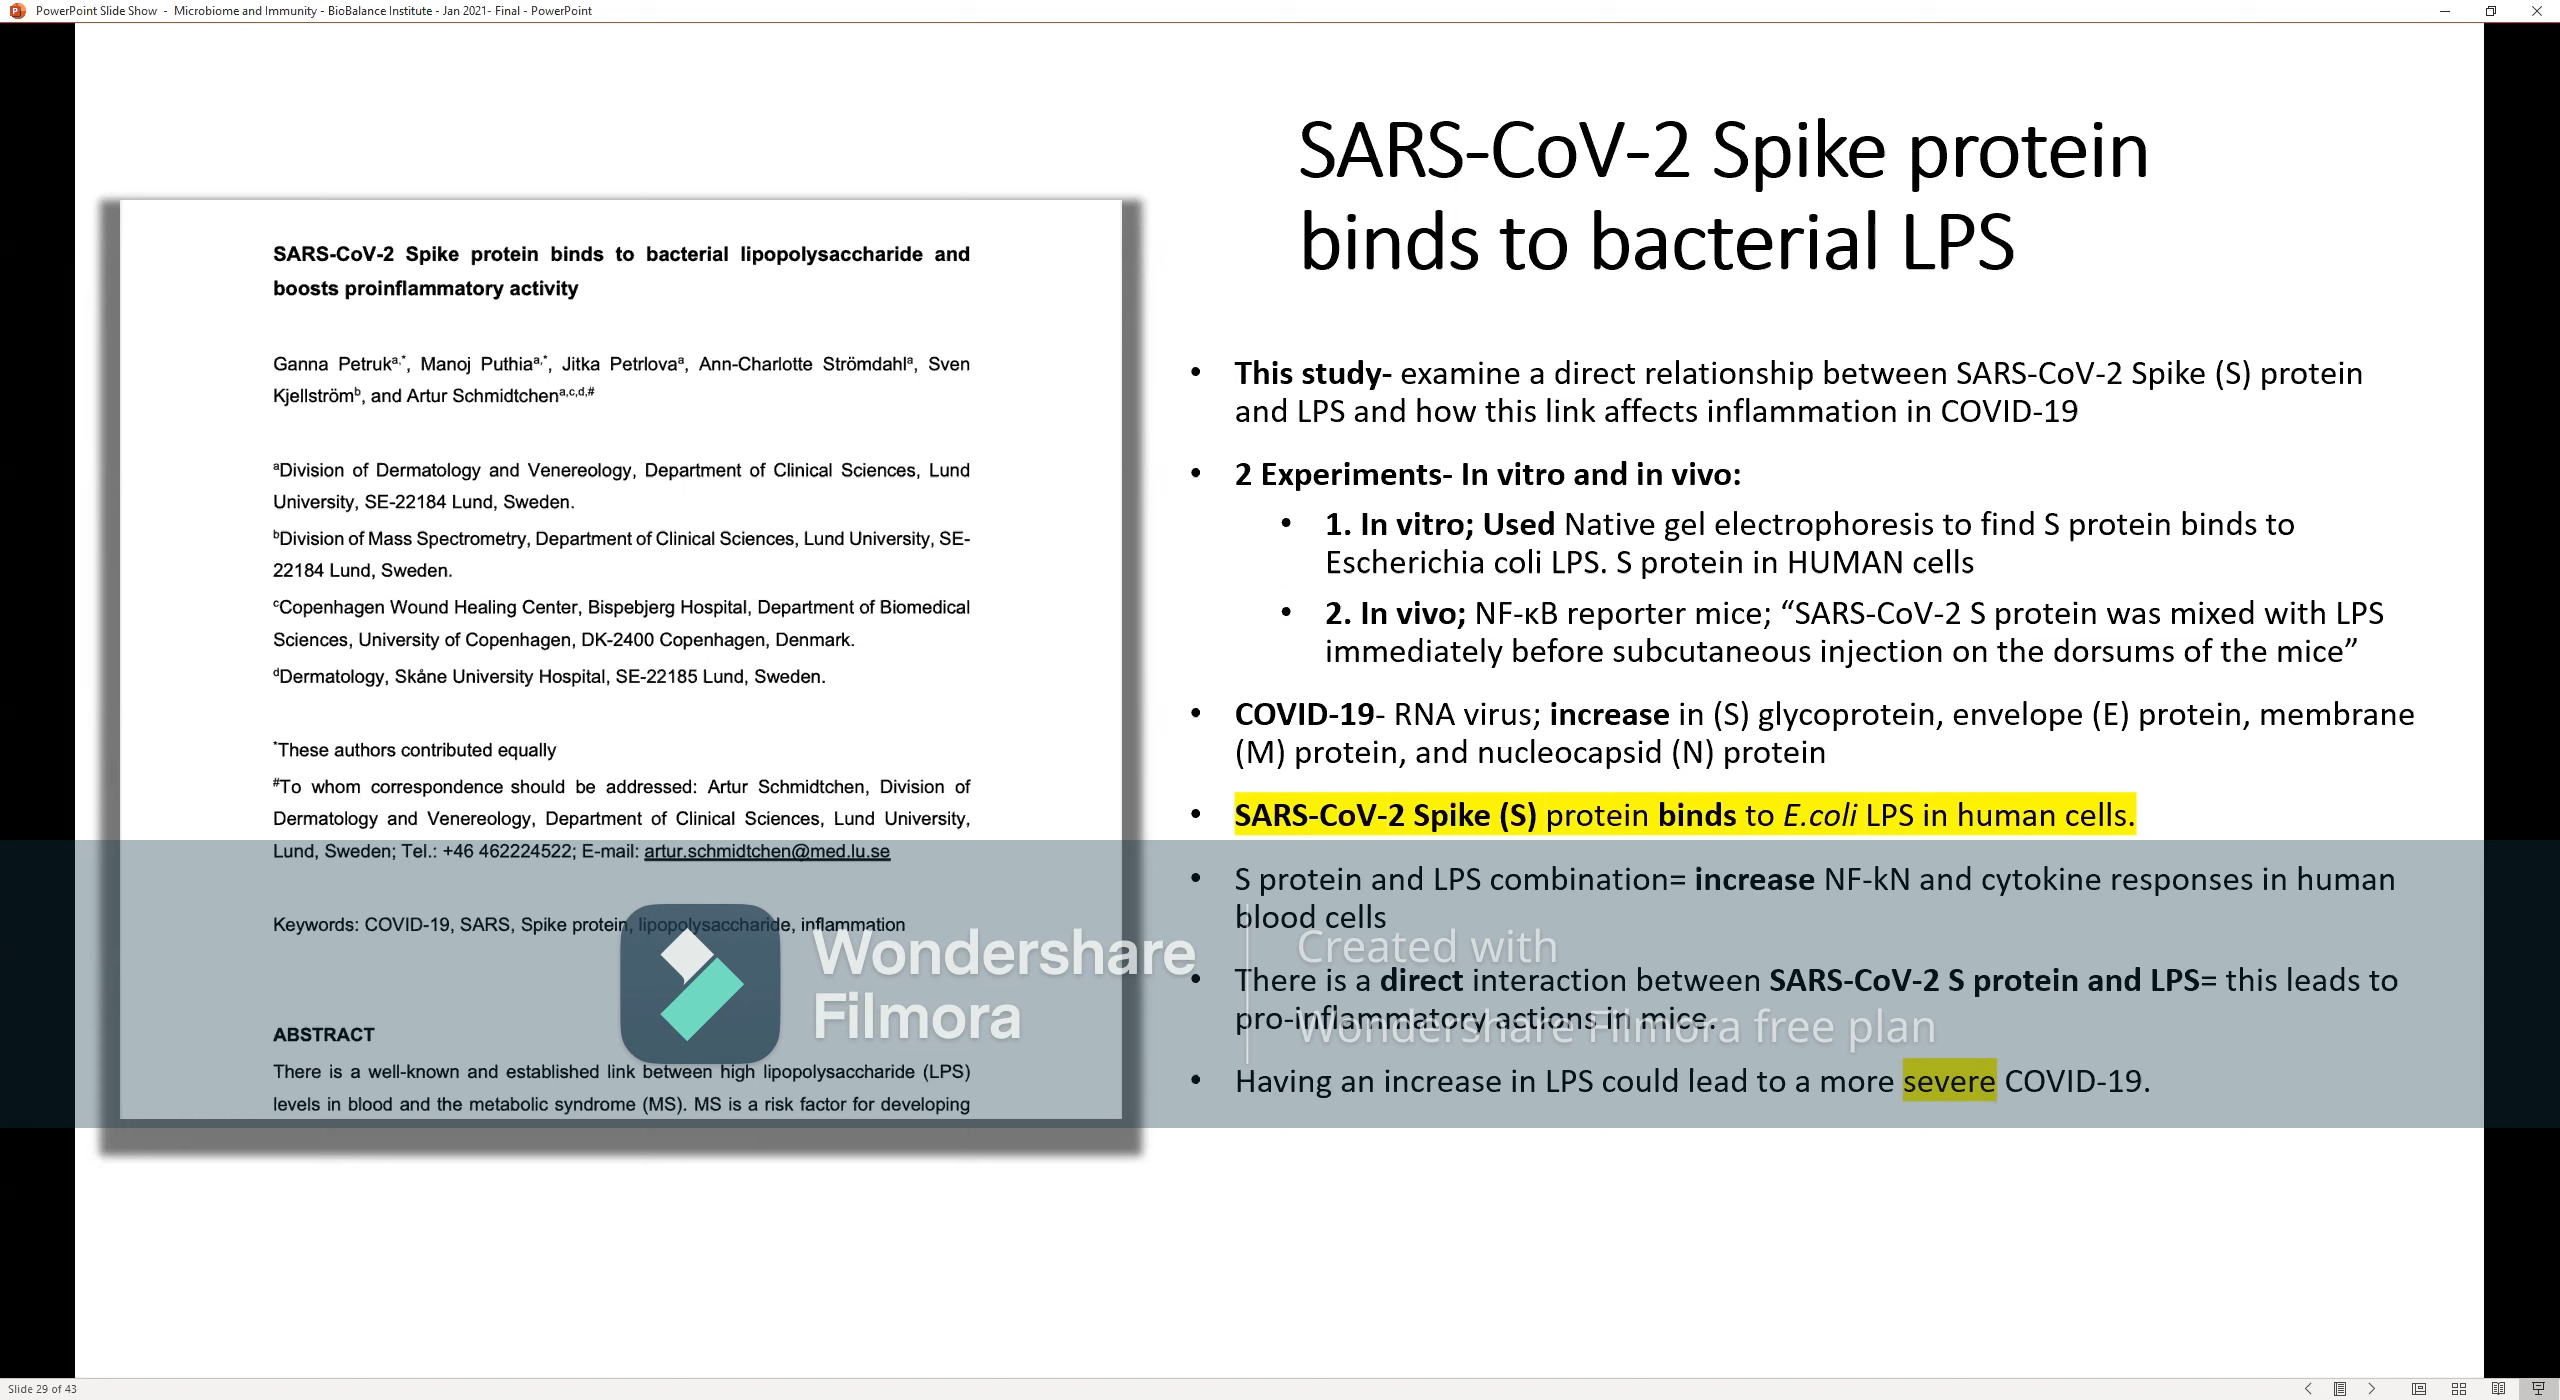 PowerPoint Slide Show - Microbiome and Immunity - BioBalance Institute - Jan 2021- Final - PowerPoint
SARS-CoV-2 Spike protein binds to bacterial lipopolysaccharide and
boosts proinflammatory activity
Ganna Petruka,*, Manoj Puthiaa,*, Jitka Petrlovaa, Ann-Charlotte Strömdahla, Sven
Kjellströmb, and Artur Schmidtchena,c,d,#
aDivision of Dermatology and Venereology, Department of Clinical Sciences, Lund
University, SE-22184 Lund, Sweden.
bDivision of Mass Spectrometry, Department of Clinical Sciences, Lund University, SE-
22184 Lund, Sweden.
cCopenhagen Wound Healing Center, Bispebjerg Hospital, Department of Biomedical
Sciences, University of Copenhagen, DK-2400 Copenhagen, Denmark.
dDermatology, Skåne University Hospital, SE-22185 Lund, Sweden.
*These authors contributed equally
#To whom correspondence should be addressed: Artur Schmidtchen, Division of
Dermatology and Venereology, Department of Clinical Sciences, Lund University,
Lund, Sweden; Tel.: +46 462224522; E-mail: artur.schmidtchen@med.lu.se
Keywords: COVID-19, SARS, Spike protein, lipopolysaccharide, inflammation
ABSTRACT
There is a well-known and established link between high lipopolysaccharide (LPS)
levels in blood and the metabolic syndrome (MS). MS is a risk factor for developing
SARS-CoV-2 Spike protein
binds to bacterial LPS
• This study- examine a direct relationship between SARS-CoV-2 Spike (S) protein
and LPS and how this link affects inflammation in COVID-19
• 2 Experiments- In vitro and in vivo:
• 1. In vitro; Used Native gel electrophoresis to find S protein binds to
Escherichia coli LPS. S protein in HUMAN cells
• 2. In vivo; NF-κB reporter mice; “SARS-CoV-2 S protein was mixed with LPS
immediately before subcutaneous injection on the dorsums of the mice”
• COVID-19- RNA virus; increase in (S) glycoprotein, envelope (E) protein, membrane
(M) protein, and nucleocapsid (N) protein
• SARS-CoV-2 Spike (S) protein binds to E.coli LPS in human cells.
• S protein and LPS combination= increase NF-kN and cytokine responses in human
blood cells
• There is a direct interaction between SARS-CoV-2 S protein and LPS= this leads to
pro-inflammatory actions in mice.
• Having an increase in LPS could lead to a more severe COVID-19.
Wondershare
Filmora
Created with
Wondershare Filmora free plan
Slide 29 of 43